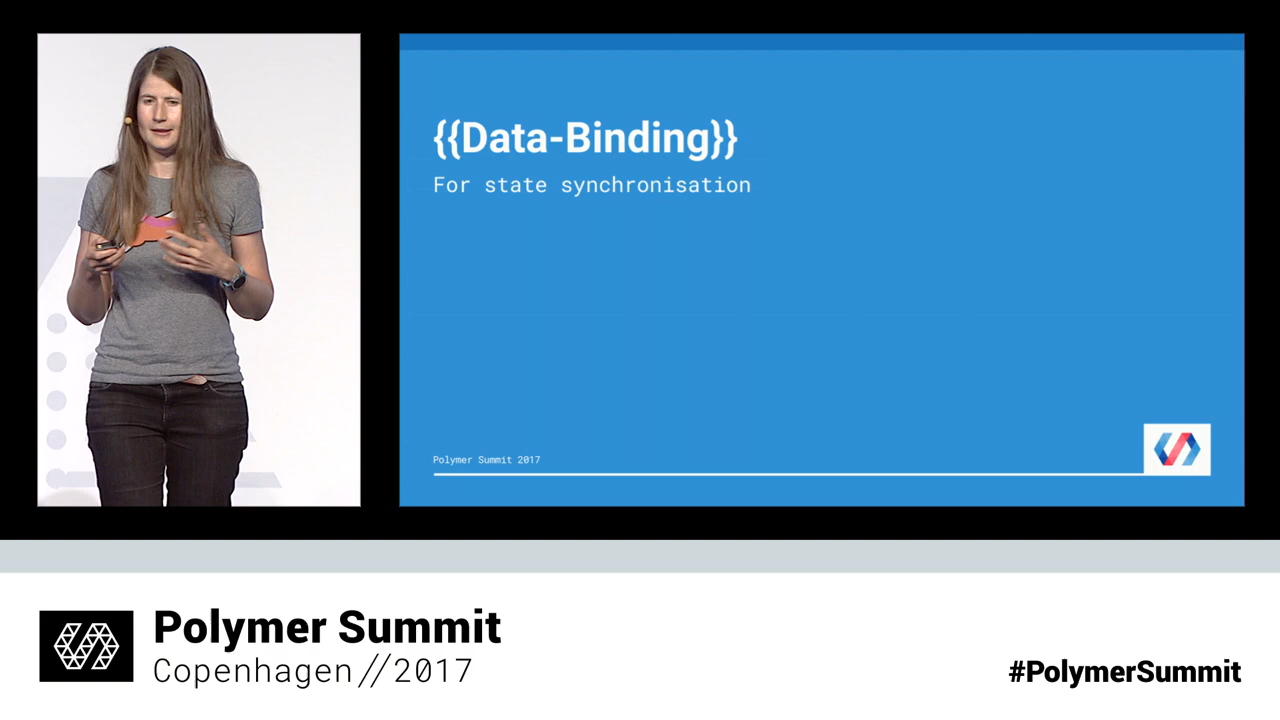 {{Data-Binding}}
For state synchronisation
Polymer Summit 2017
Polymer Summit
Copenhagen//2017
#PolymerSummit